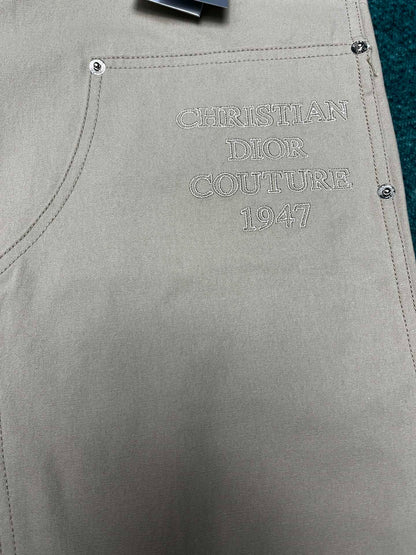 CHRISTIAN
DIOR
COUTURE
1947